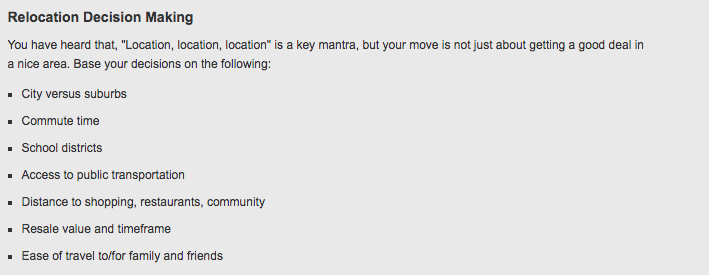 Relocation Decision Making
You have heard that, "Location, location, location" is a key mantra, but your move is not just about getting a good deal in
a nice area. Base your decisions on the following:
▪ City versus suburbs
▪ Commute time
▪ School districts
▪ Access to public transportation
▪ Distance to shopping, restaurants, community
▪ Resale value and timeframe
▪ Ease of travel to/for family and friends